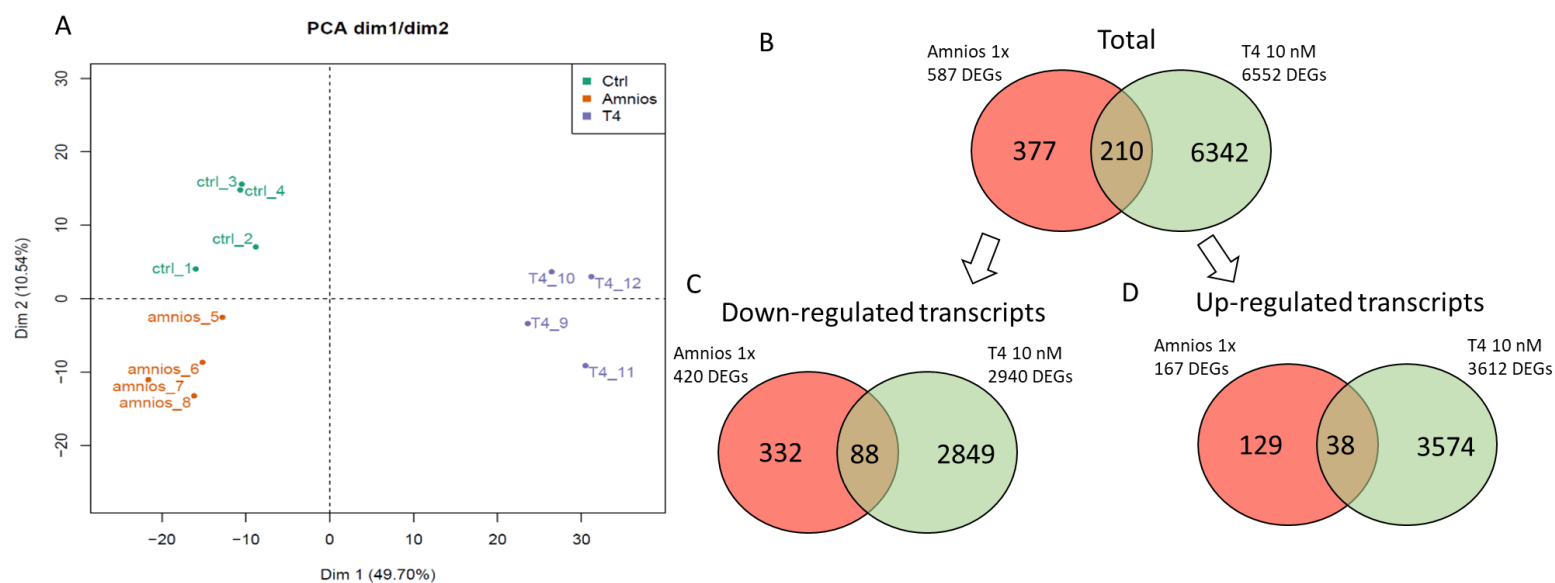 A
PCA dim1/dim2
Ctrl
Amnios
T4
30
20
10
0
−10
−20
Dim 2 (10.54%)
ctrl_3
ctrl_4
ctrl_2
ctrl_1
amnios_5
amnios_6
amnios_7
amnios_8
T4_10
T4_12
T4_9
T4_11
−20
−10
0
10
20
30
Dim 1 (49.70%)
B
Total
Amnios 1x
587 DEGs
T4 10 nM
6552 DEGs
377
210
6342
C
Down-regulated transcripts
Amnios 1x
420 DEGs
T4 10 nM
2940 DEGs
332
88
2849
D
Up-regulated transcripts
Amnios 1x
167 DEGs
T4 10 nM
3612 DEGs
129
38
3574